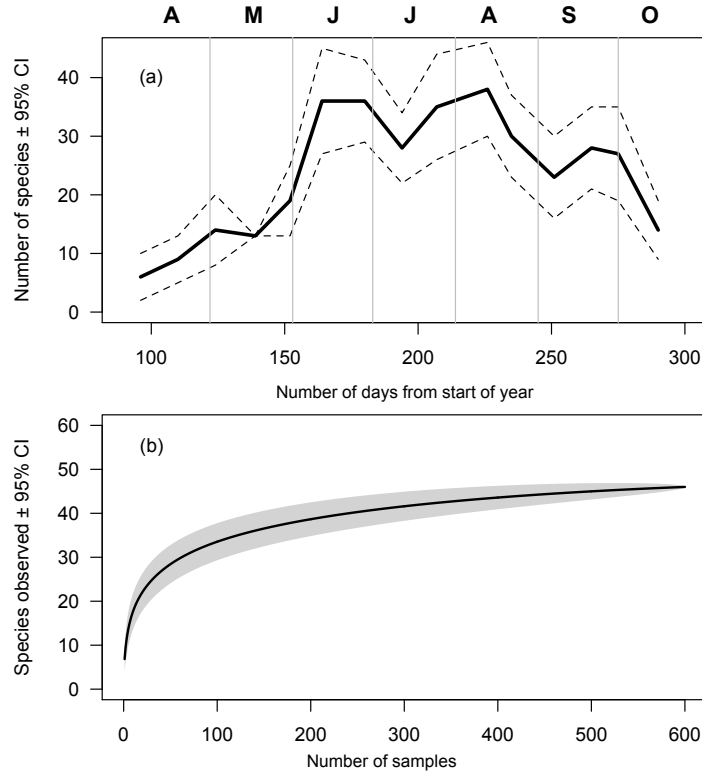 A M J J A S O
(a)
Number of species ± 95% CI
0 10 20 30 40
100 150 200 250 300
Number of days from start of year
(b)
Species observed ± 95% CI
0 10 20 30 40 50 60
0 100 200 300 400 500 600
Number of samples